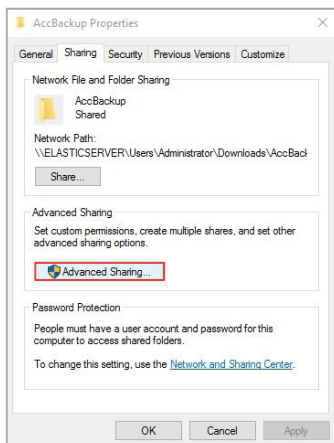 AccBackup Properties
General Sharing Security Previous Versions Customize
Network File and Folder Sharing
AccBackup
Shared
Network Path:
\\ELASTICSERVER\Users\Administrator\Downloads\AccBacl
Share...
Advanced Sharing
Set custom permissions, create multiple shares, and set other
advanced sharing options.
Advanced Sharing...
Password Protection
People must have a user account and password for this
computer to access shared folders.
To change this setting, use the Network and Sharing Center.
OK Cancel Apply